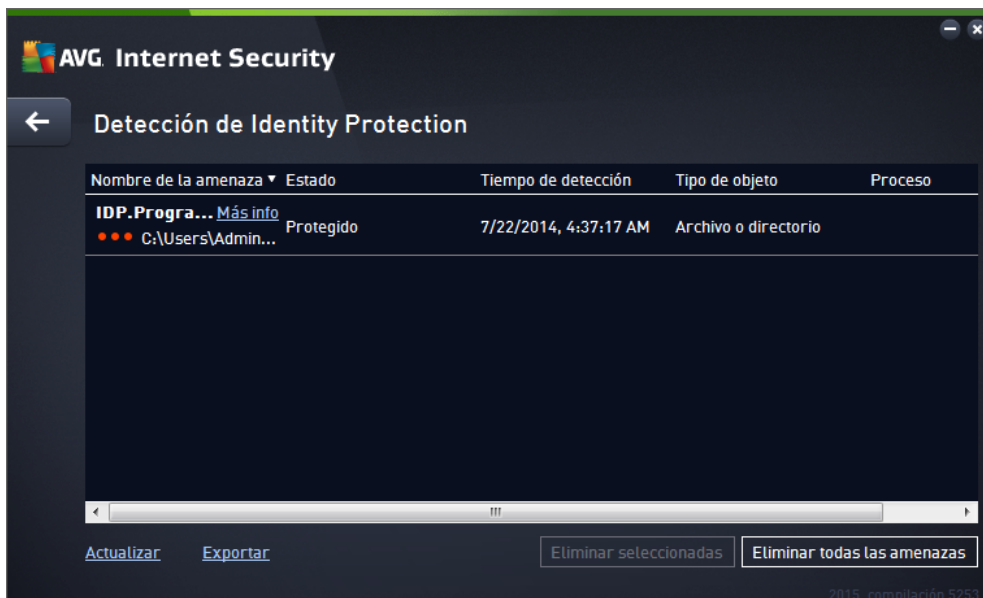 AVG. Internet Security
Detección de Identity Protection
Nombre de la amenaza Estado Tiempo de detección Tipo de objeto Proceso
IDP.Progra... Más info
Protegido 7/22/2014, 4:37:17 AM Archivo o directorio
C:\Users\Admin...
Actualizar Exportar Eliminar seleccionadas Eliminar todas las amenazas
2015 compilación 5253